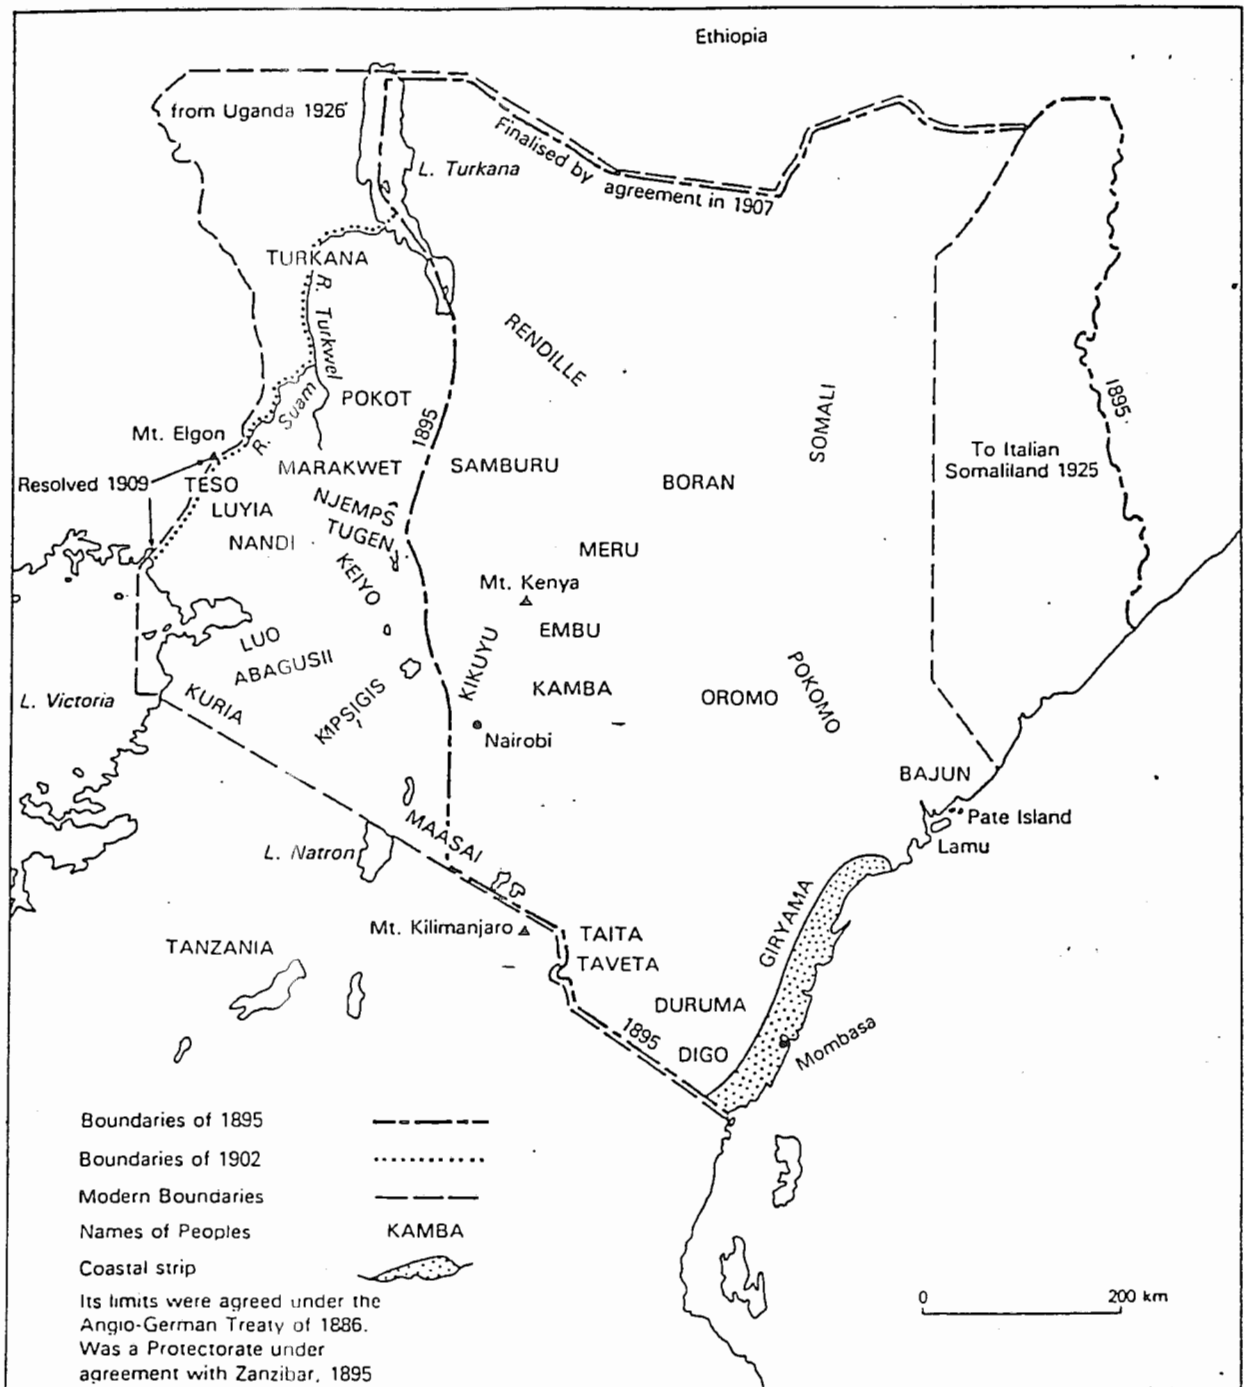 Ethiopia
from Uganda 1926
L. Turkana
Finalised by agreement in 1907
TURKANA
R. Turkwel
RENDILLE
R. Suam
POKOT
1895
SOMALI
1895
Mt. Elgon
MARAKWET
SAMBURU
BORAN
To Italian
Somaliland 1925
Resolved 1909
TESO
LUYIA
NJEMPS
TUGEN
NANDI
KEIYO
MERU
Mt. Kenya
EMBU
LUO
ABAGUSII
KIKUYU
KAMBA
OROMO
POKOMO
L. Victoria
KURIA
KIPSIGIS
Nairobi
BAJUN
Pate Island
Lamu
MAASAI
L. Natron
GIRYAMA
Mt. Kilimanjaro
TAITA
TAVETA
TANZANIA
DURUMA
1895
DIGO
Mombasa
Boundaries of 1895
Boundaries of 1902
Modern Boundaries
Names of Peoples KAMBA
Coastal strip
Its limits were agreed under the
Anglo-German Treaty of 1886.
Was a Protectorate under
agreement with Zanzibar, 1895
0 200 km